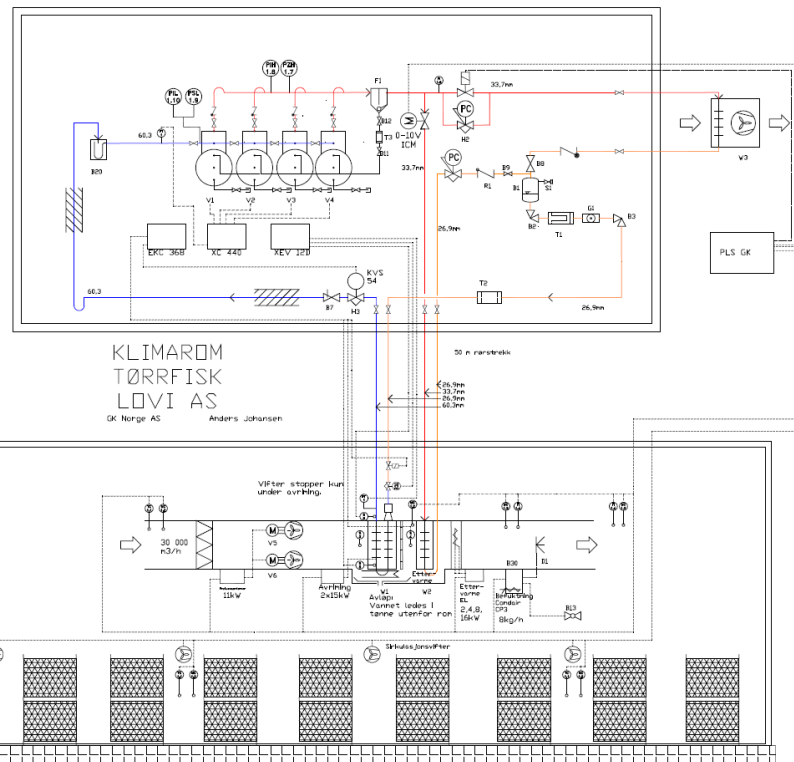 PIH
1.8
PZH
1.7
PIL
1.10
PSL
1.9
F1
B12
T3
B11
M
0-10V
ICM
PC
H2
33,7mm
W3
60,3
B20
33,7mm
PC
R1
B9
B8
B1
S1
B2
T1
G1
B3
V1
V2
V3
V4
26,9mm
EKC 368
XC 440
XEV 12D
PLS GK
KVS
54
T2
60,3
B7
H3
26,9mm
KLIMAROM
TØRRFISK
LOVI AS
GK Norge AS
Anders Johansen
50 m rørstrekk
26,9mm
33,7mm
26,9mm
60,3mm
Vifter stopper kun
under avriming.
30 000
m3/h
M
V5
M
V6
11kW
Avriming
2x15kW
W1
Avløp:
Vannet ledes i
tønne utenfor rom
Etter-
varme
W2
Etter-
varme
EL
2,4,8,
16kW
B30
Befuktning
Condair
CP3
8kg/h
D1
B13
Sirkulasjonsvifter